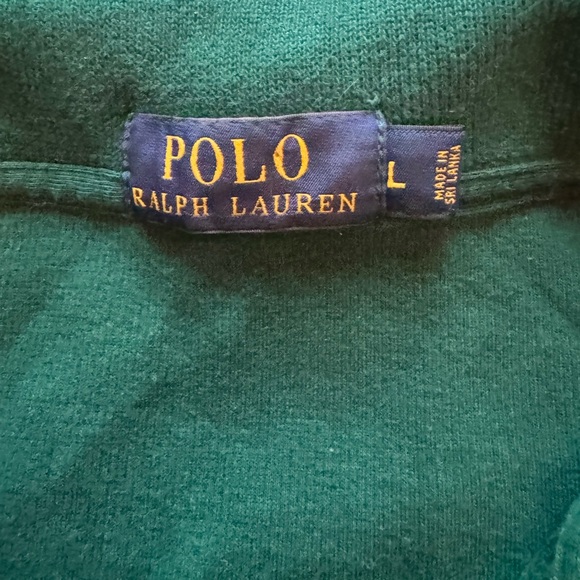 POLO
RALPH LAUREN
L
MADE IN
SRI LANKA